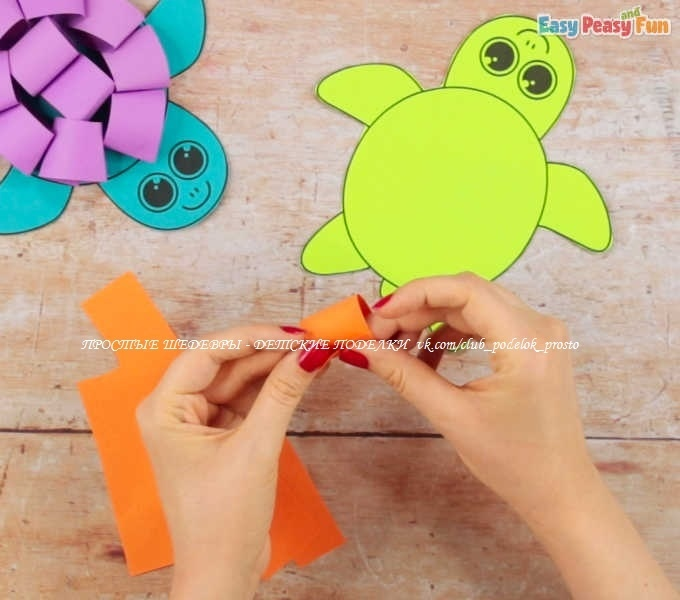 Easy Peasy and Fun
ПРОСТЫЕ ШЕДЕВРЫ - ДЕТСКИЕ ПОДЕЛКИ vk.com/club_podelok_prosto